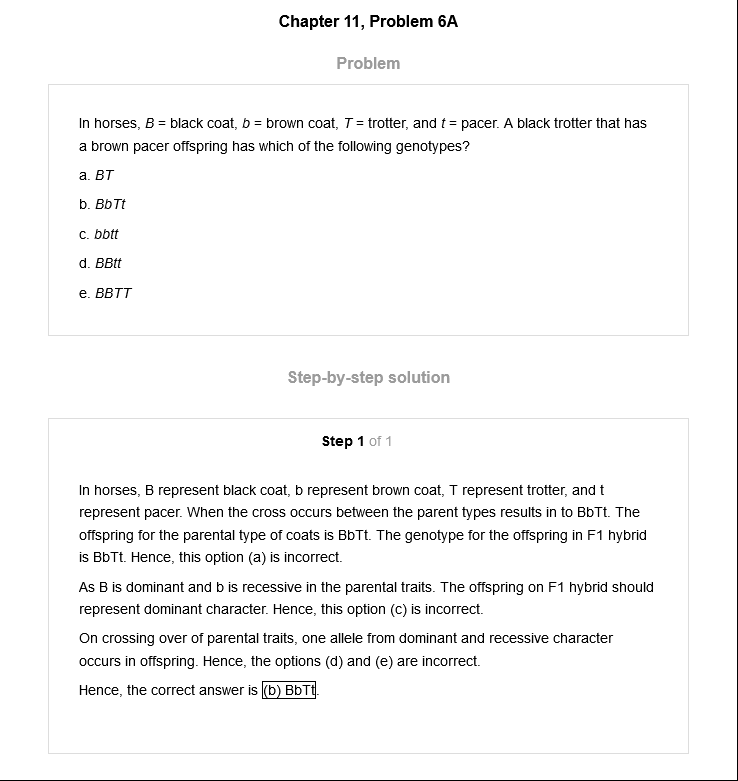 Chapter 11, Problem 6A
Problem
In horses, B = black coat, b = brown coat, T = trotter, and t = pacer. A black trotter that has
a brown pacer offspring has which of the following genotypes?
a. BT
b. BbTt
c. bbtt
d. BBtt
e. BBTT
Step-by-step solution
Step 1 of 1
In horses, B represent black coat, b represent brown coat, T represent trotter, and t
represent pacer. When the cross occurs between the parent types results in to BbTt. The
offspring for the parental type of coats is BbTt. The genotype for the offspring in F1 hybrid
is BbTt. Hence, this option (a) is incorrect.
As B is dominant and b is recessive in the parental traits. The offspring on F1 hybrid should
represent dominant character. Hence, this option (c) is incorrect.
On crossing over of parental traits, one allele from dominant and recessive character
occurs in offspring. Hence, the options (d) and (e) are incorrect.
Hence, the correct answer is (b) BbTt.